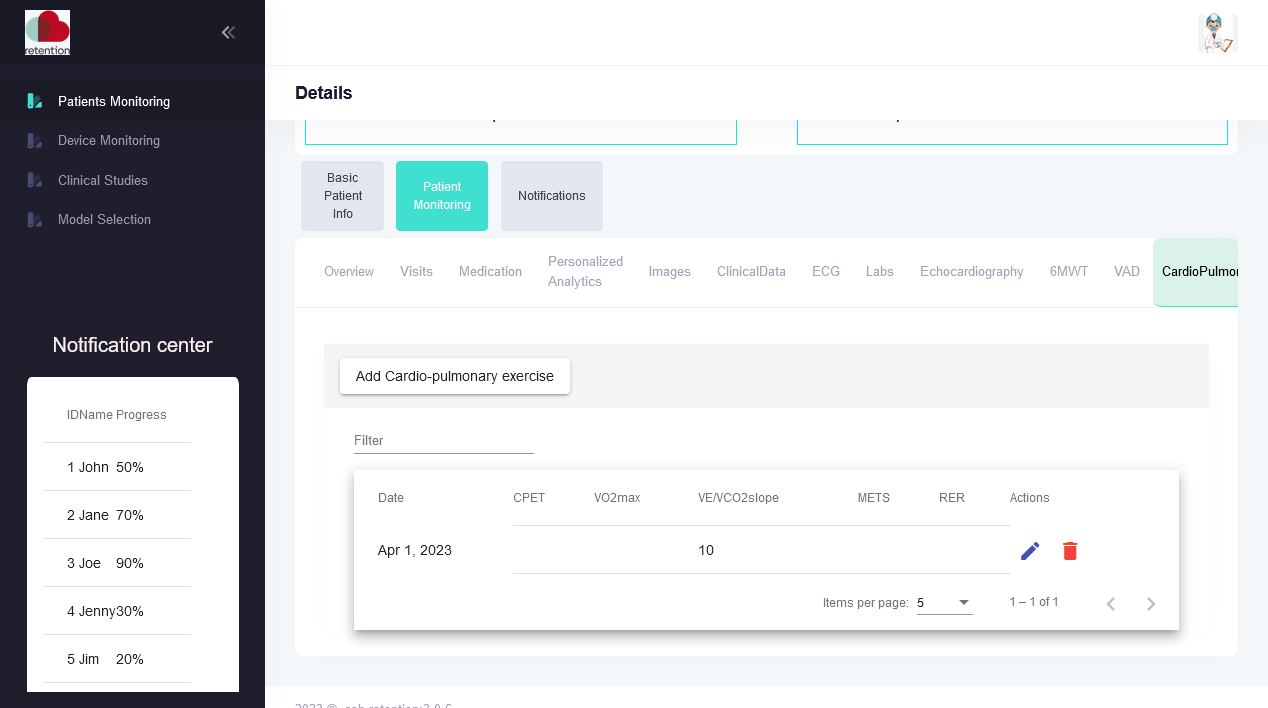 retention
Patients Monitoring
Device Monitoring
Clinical Studies
Model Selection
Notification center
ID Name Progress
1 John 50%
2 Jane 70%
3 Joe 90%
4 Jenny 30%
5 Jim 20%
Details
Basic
Patient
Info
Patient
Monitoring
Notifications
Overview
Visits
Medication
Personalized
Analytics
Images
ClinicalData
ECG
Labs
Echocardiography
6MWT
VAD
CardioPulmon
Add Cardio-pulmonary exercise
Filter
Date CPET VO2max VE/VCO2slope METS RER Actions
Apr 1, 2023 10
Items per page: 5 1 – 1 of 1